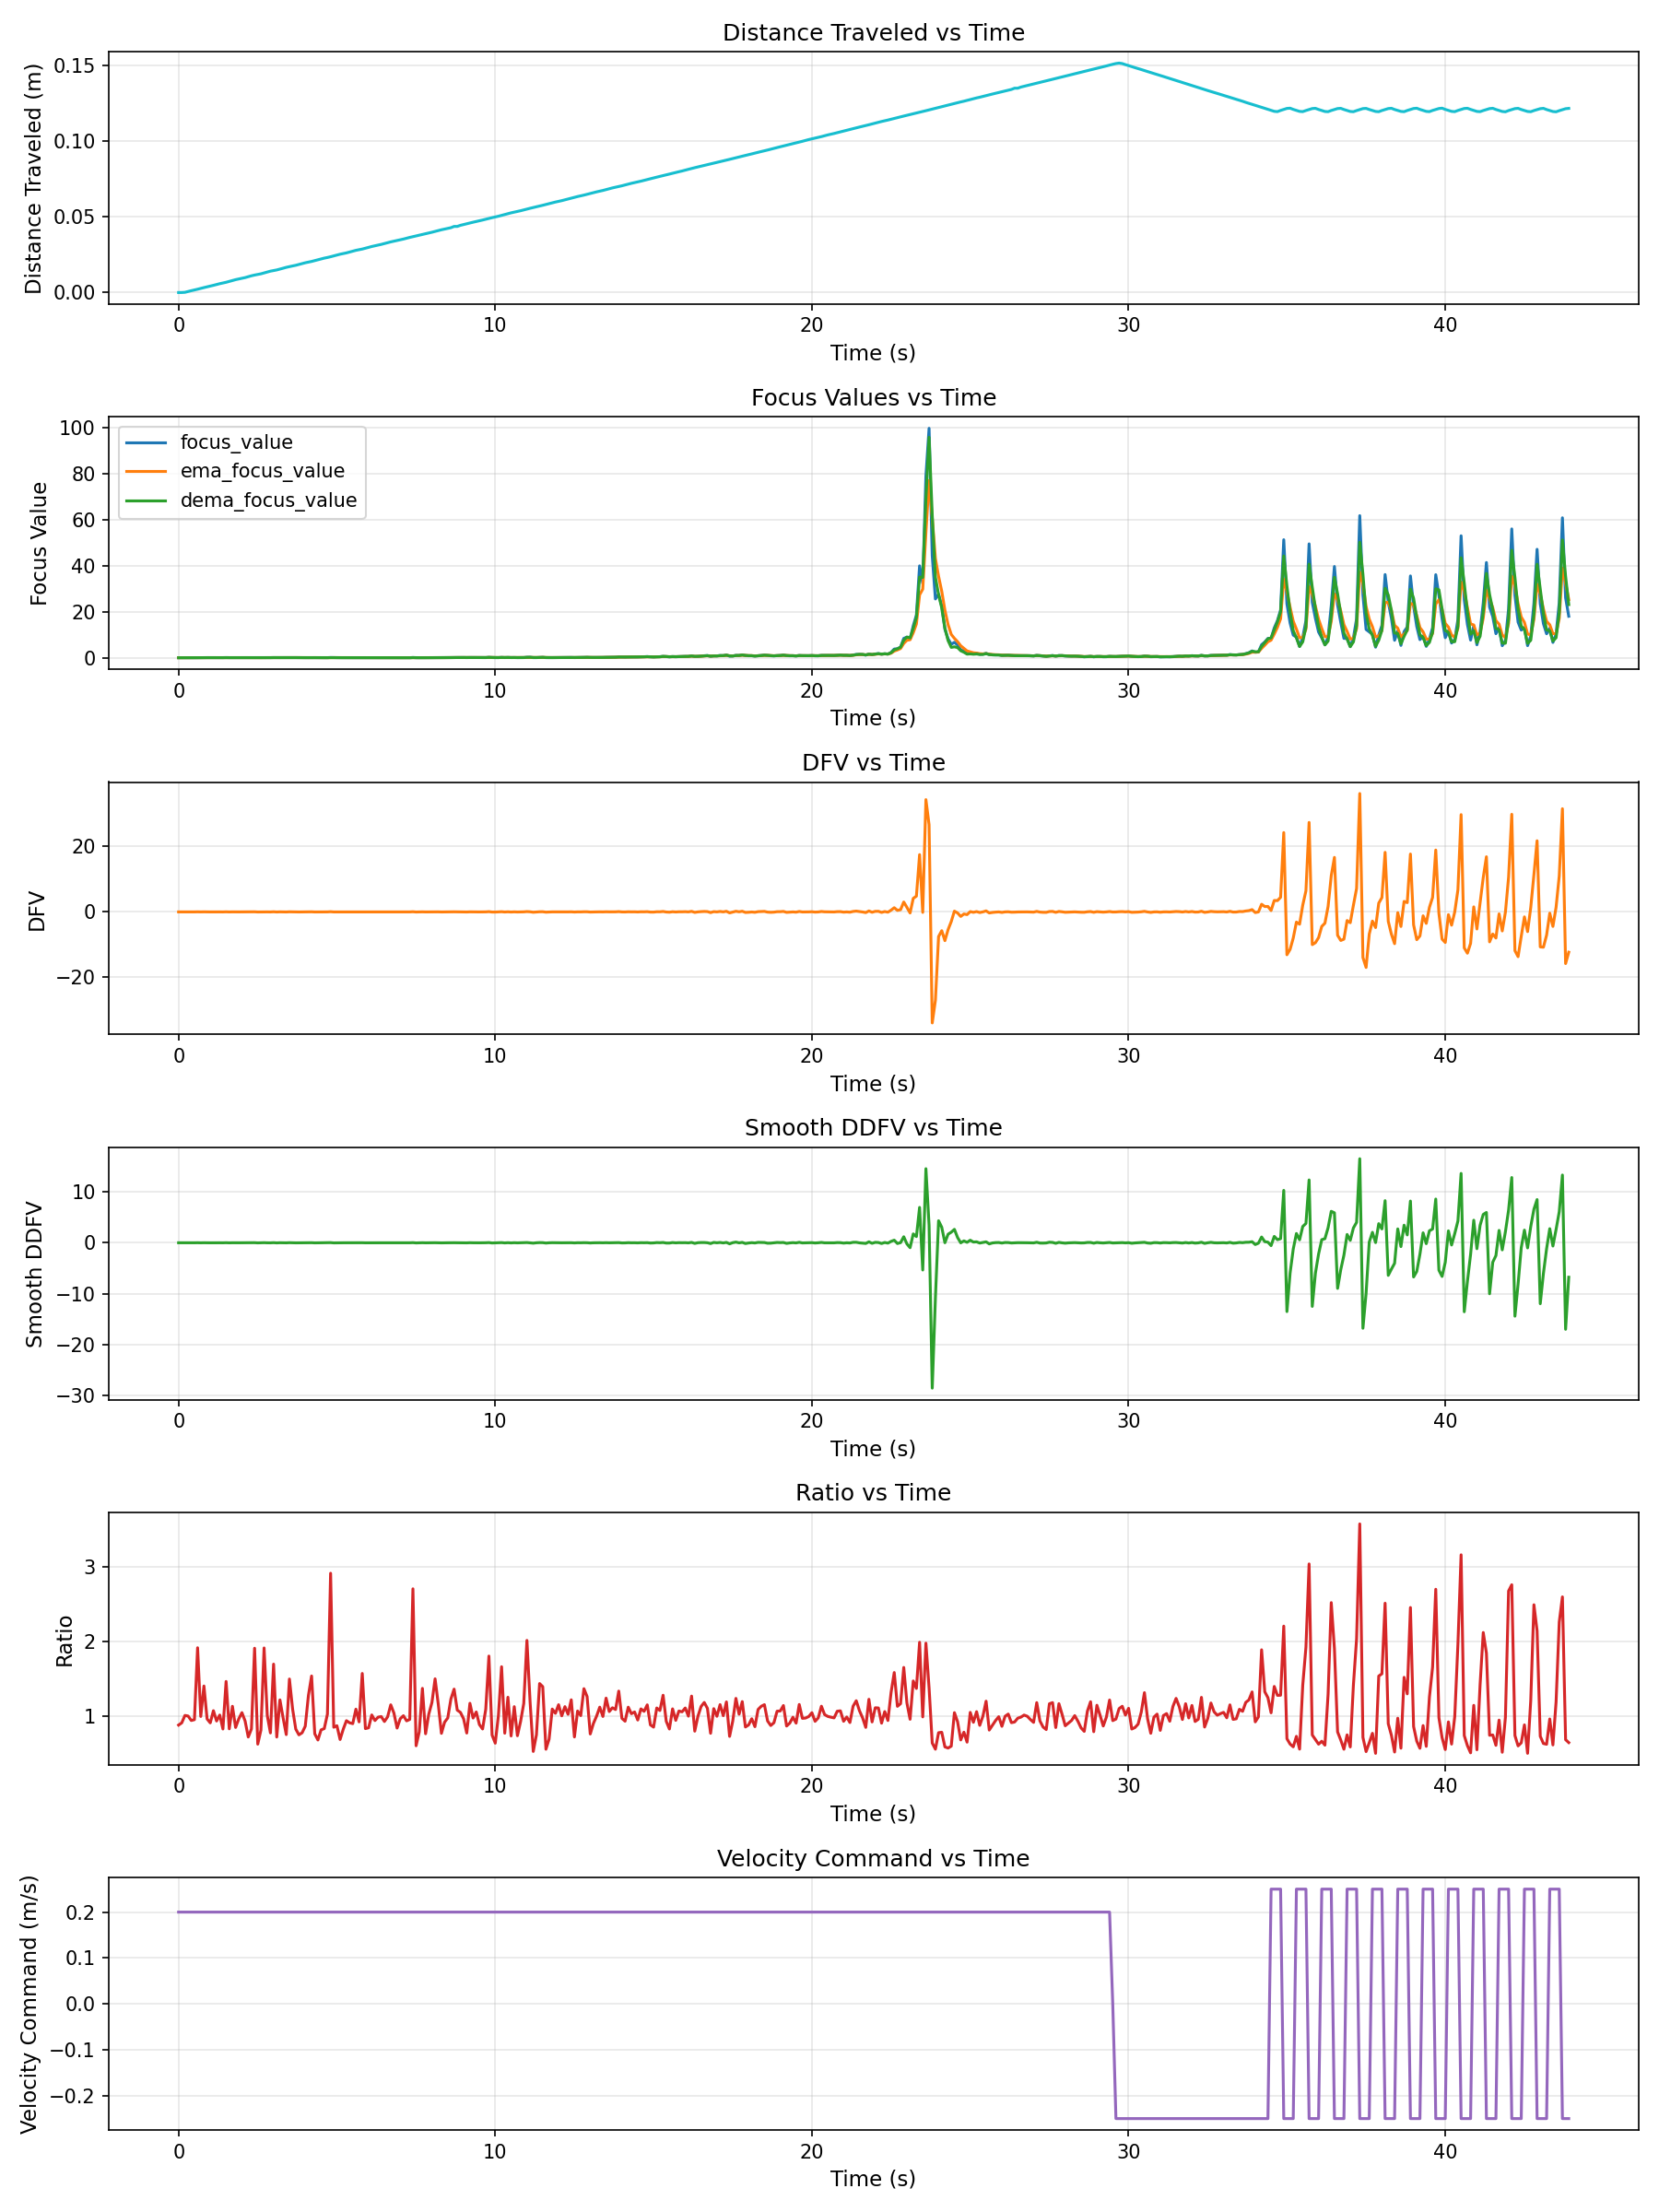 Distance Traveled vs Time
Distance Traveled (m)
0.15
0.10
0.05
0.00
0 10 20 30 40
Time (s)
Focus Values vs Time
Focus Value
100
80
60
40
20
0
focus_value
ema_focus_value
dema_focus_value
0 10 20 30 40
Time (s)
DFV vs Time
DFV
20
0
−20
0 10 20 30 40
Time (s)
Smooth DDFV vs Time
Smooth DDFV
10
0
−10
−20
−30
0 10 20 30 40
Time (s)
Ratio vs Time
Ratio
3
2
1
0 10 20 30 40
Time (s)
Velocity Command vs Time
Velocity Command (m/s)
0.2
0.1
0.0
−0.1
−0.2
0 10 20 30 40
Time (s)